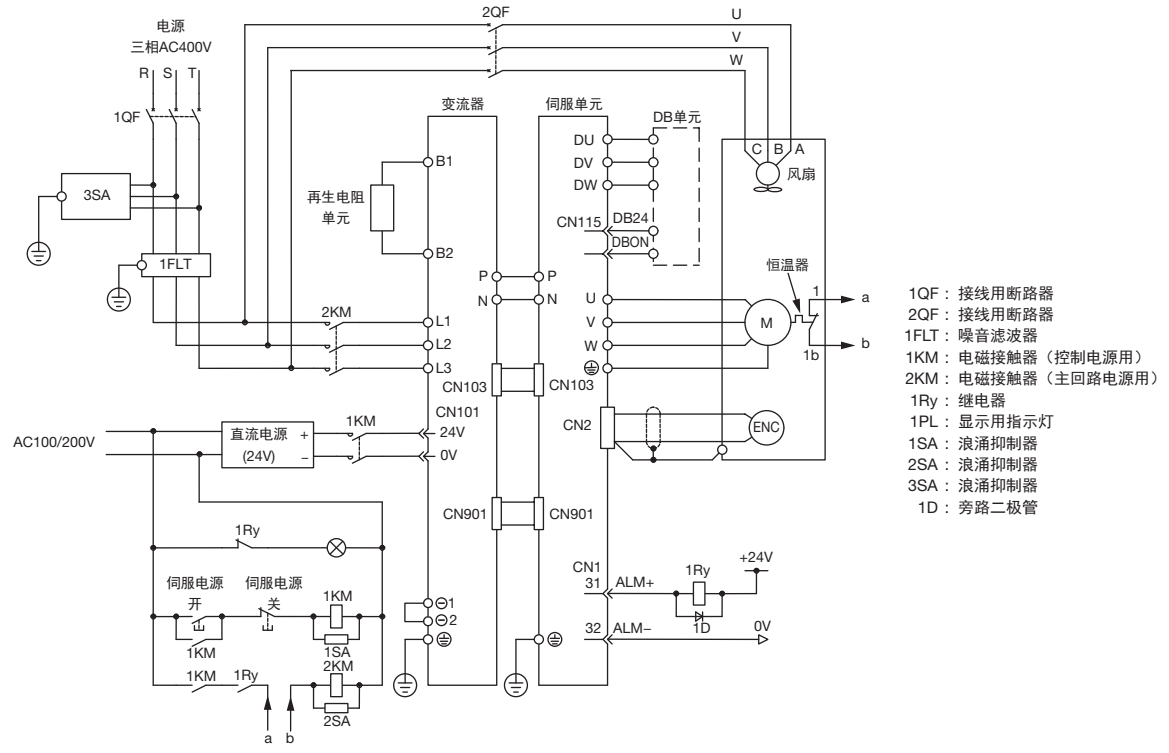 电源
三相AC400V
R S T
1QF
2QF
U
V
W
3SA
1FLT
变流器
伺服单元
DB单元
再生电阻
单元
B1
B2
DU
DV
DW
CN115
DB24
DBON
C B A
风扇
恒温器
P P
N N
U
V
W
M
1
a
1b
b
2KM
L1
L2
L3
CN103 CN103
CN101
CN2
ENC
AC100/200V
直流电源
(24V)
+
−
1KM
24V
0V
CN901 CN901
1Ry
伺服电源
开
伺服电源
关
1KM
1KM
1SA
1KM
1Ry
2KM
2SA
a b
⊖1
⊖2
CN1
31 ALM+
32 ALM−
1Ry
1D
+24V
0V
1QF : 接线用断路器
2QF : 接线用断路器
1FLT : 噪音滤波器
1KM : 电磁接触器（控制电源用）
2KM : 电磁接触器（主回路电源用）
1Ry : 继电器
1PL : 显示用指示灯
1SA : 浪涌抑制器
2SA : 浪涌抑制器
3SA : 浪涌抑制器
1D : 旁路二极管